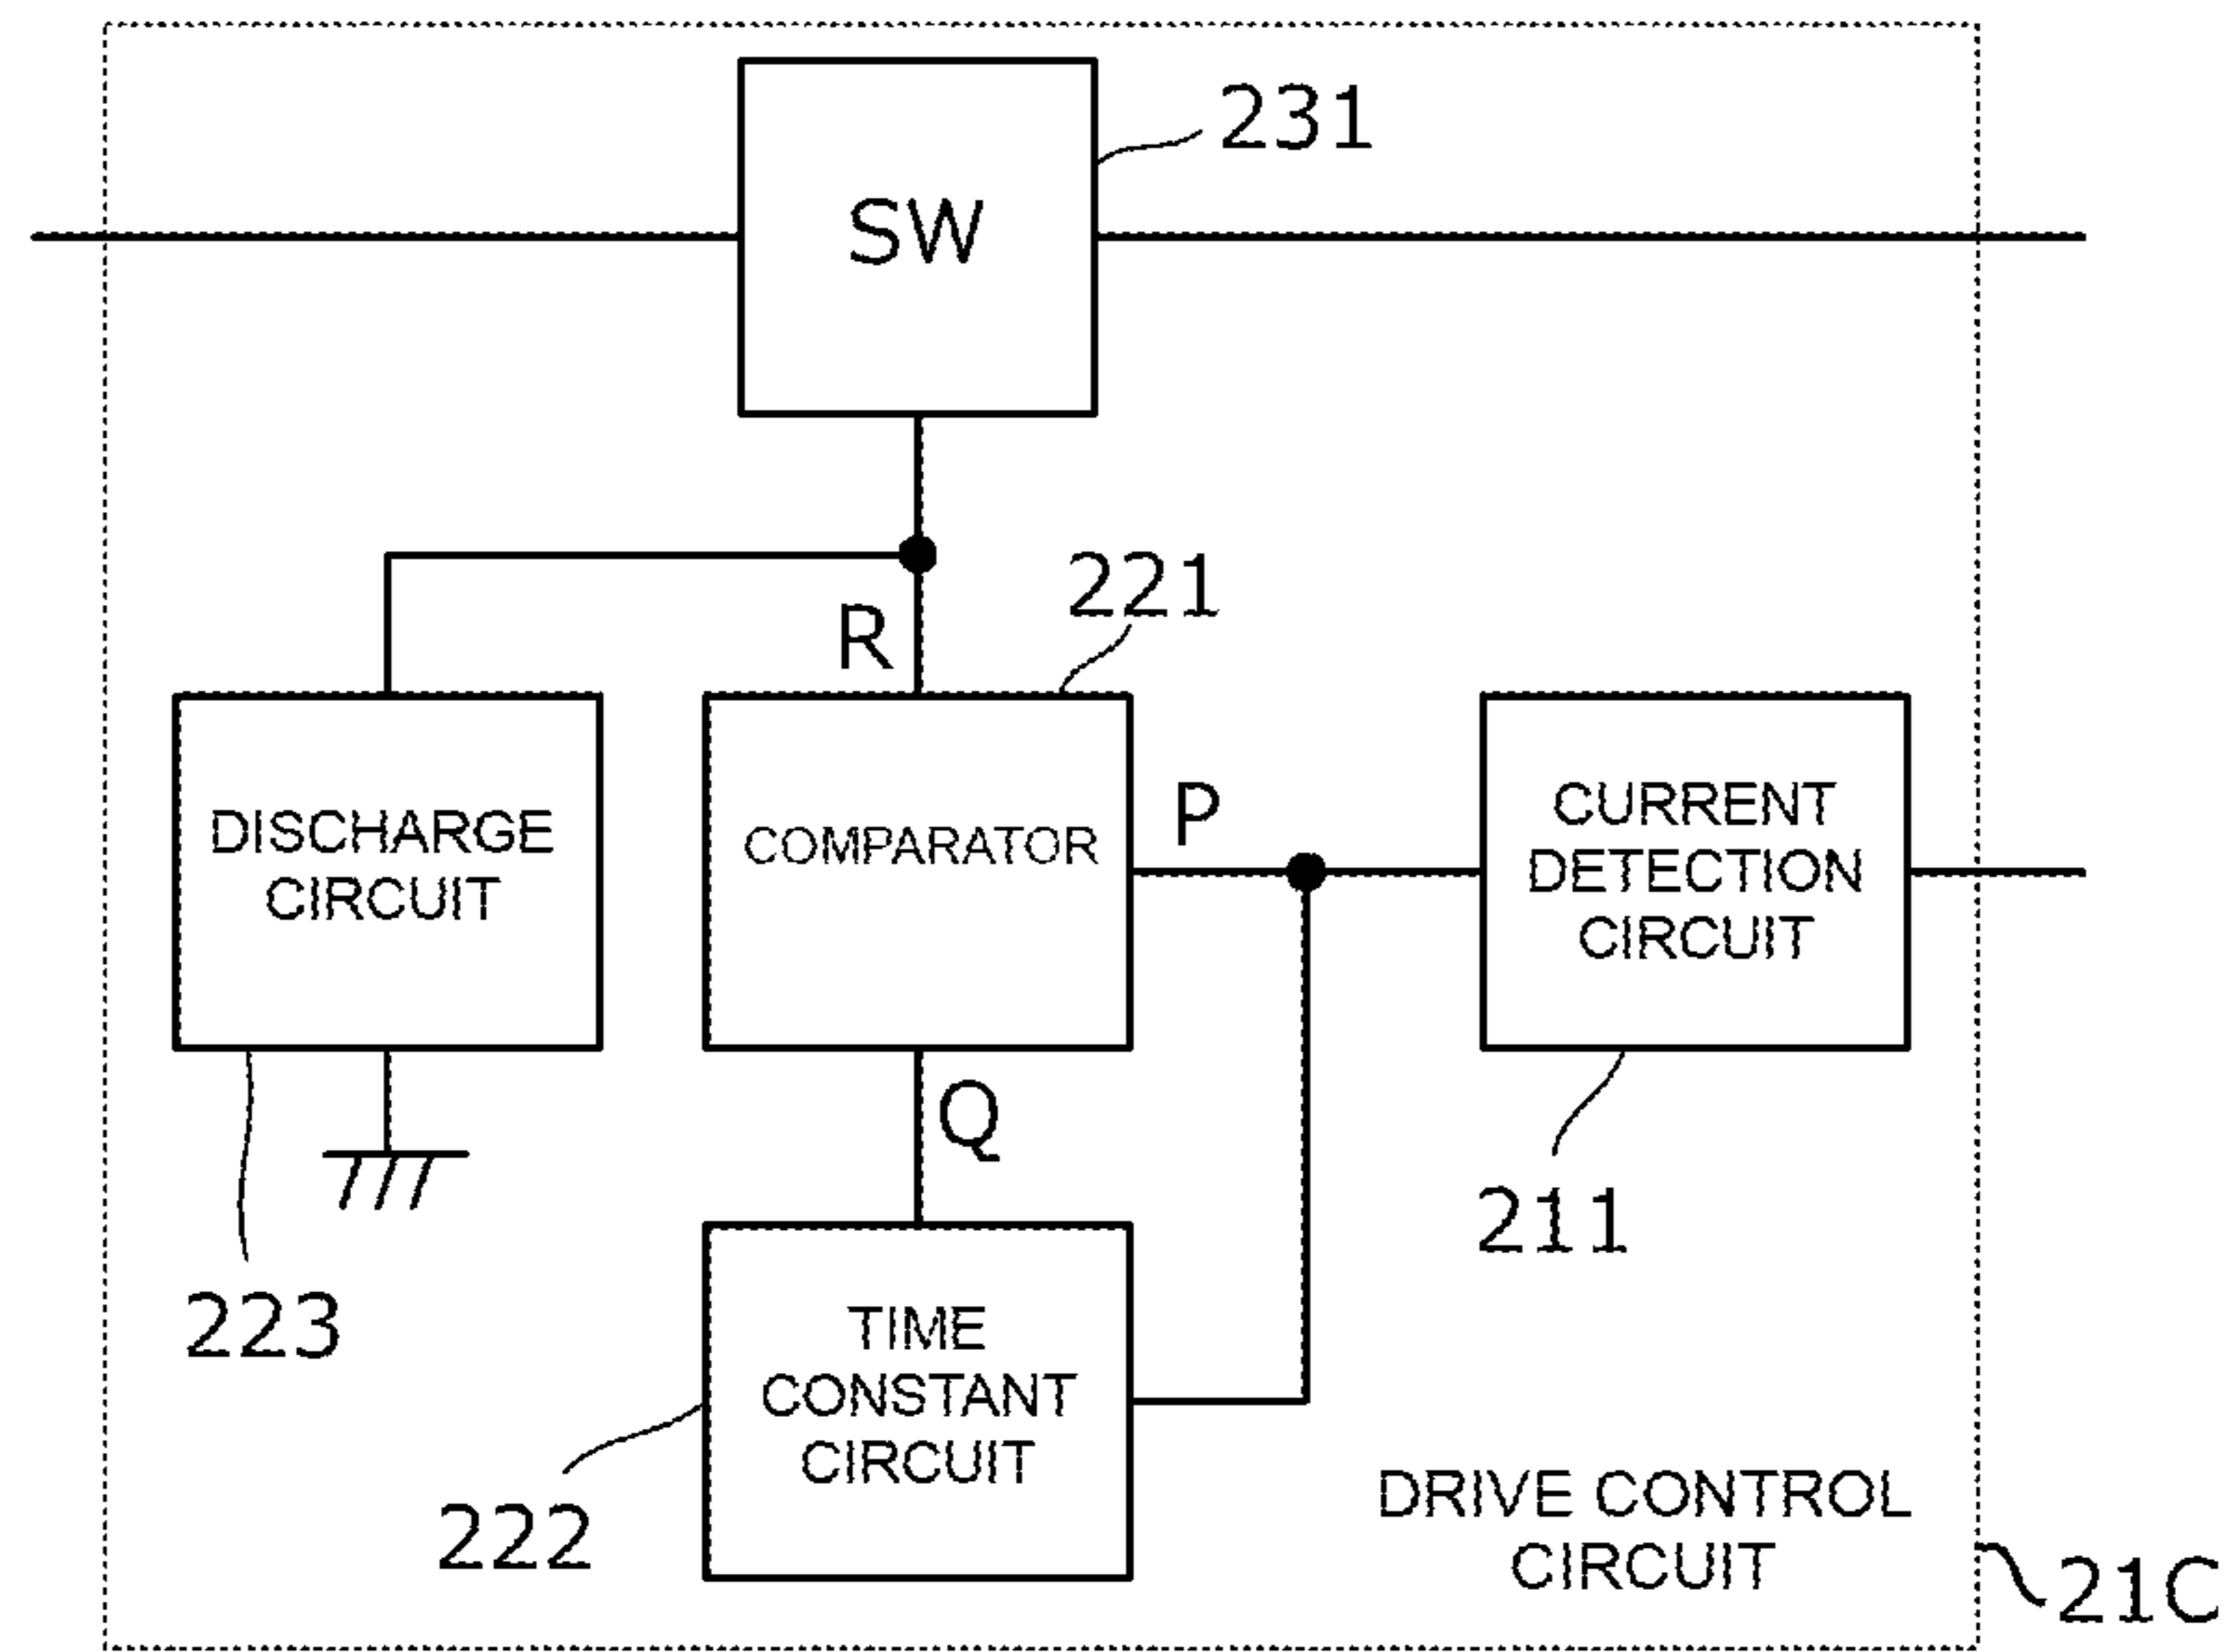 231
SW
221
R
P
DISCHARGE
CIRCUIT
COMPARATOR
CURRENT
DETECTION
CIRCUIT
Q
211
223
TIME
CONSTANT
CIRCUIT
222
DRIVE CONTROL
CIRCUIT
21C